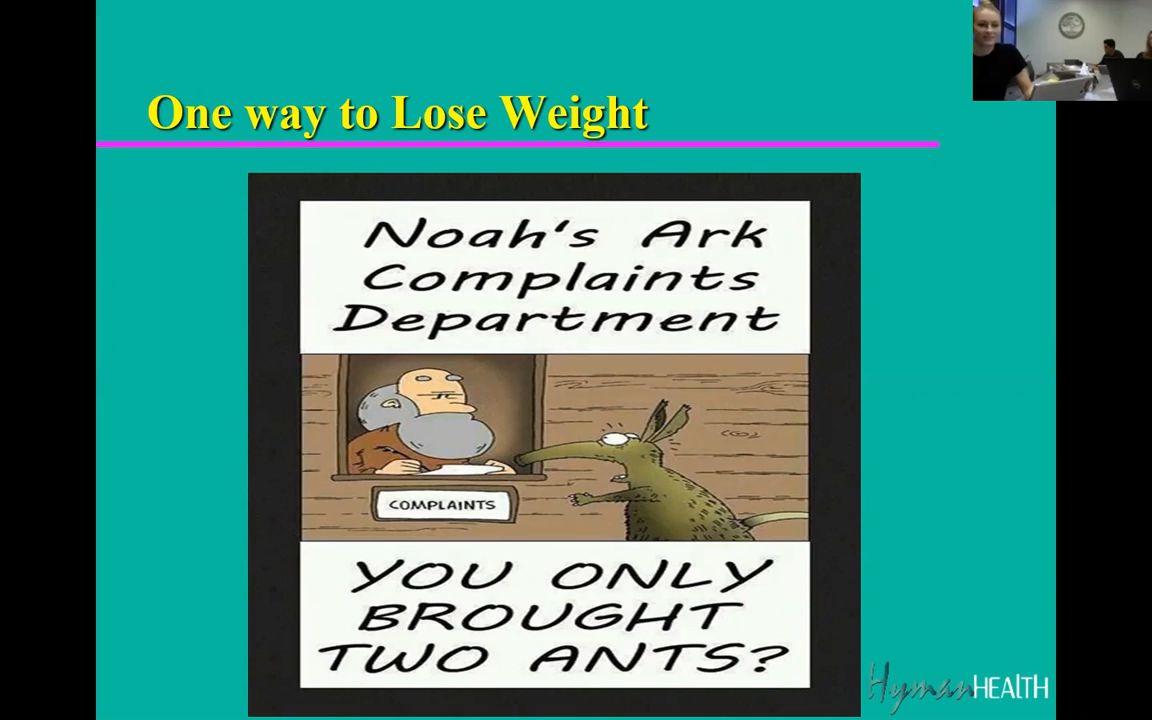 One way to Lose Weight
Noah's Ark
Complaints
Department
COMPLAINTS
YOU ONLY
BROUGHT
TWO ANTS?
HymanHEALTH